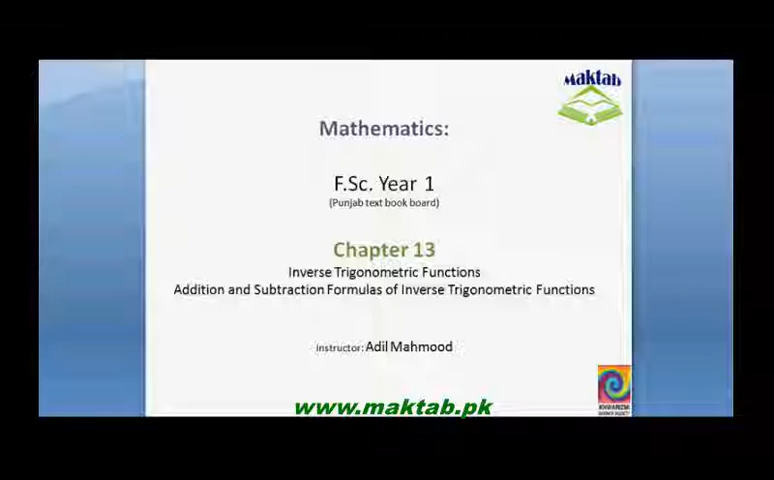 maktab
Mathematics:
F.Sc. Year 1
(Punjab text book board)
Chapter 13
Inverse Trigonometric Functions
Addition and Subtraction Formulas of Inverse Trigonometric Functions
Instructor: Adil Mahmood
www.maktab.pk